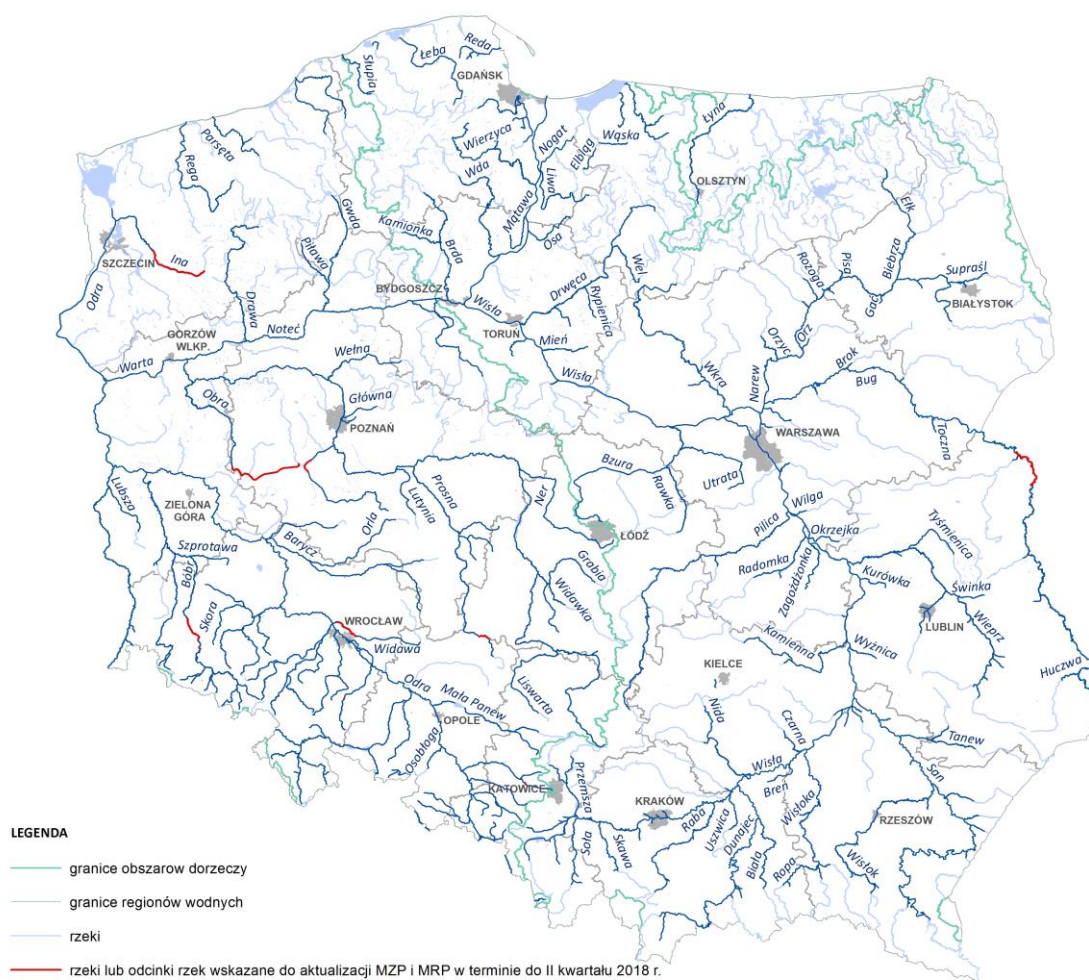 Słupia
Łeba
Reda
GDAŃSK
Wierzyca
Nogat
Elbląg
Wąska
Łyna
Parsęta
Rega
Wda
Liwa
OLSZTYN
Gwda
Mątawa
Ełk
Kamionka
Osa
Ina
SZCZECIN
Piława
Brda
Wel
Rozoga
Pisa
Biebrza
Supraśl
BIAŁYSTOK
Odra
Drawa
BYDGOSZCZ
Wisła
Drwęca
Rypienica
Gać
GORZÓW
WLKP.
Noteć
TORUŃ
Mień
Orzyc
Orz
Warta
Wełna
Wisła
Wkra
Narew
Brok
Bug
Obra
Główna
POZNAŃ
WARSZAWA
Toczna
Lubsza
ZIELONA
GÓRA
Prosna
Lutynia
Ner
Bzura
Rawka
Utrata
Wilga
Orla
ŁÓDŹ
Pilica
Okrzejka
Tyśmienica
Szprotawa
Barycz
Grabia
Radomka
Zagożdżonka
Kurówka
Świnka
Bóbr
Skora
Widawka
LUBLIN
Wieprz
WROCŁAW
Widawa
Kamienna
Wyżnica
KIELCE
Huczwa
Odra
Mała Panew
Liswarta
OPOLE
Nida
Czarna
Osobłoga
Tanew
Wisła
San
KATOWICE
Przemsza
KRAKÓW
Raba
Breń
Wisłoka
RZESZÓW
Uszwica
Dunajec
Soła
Skawa
Biała
Ropa
Wisłok
LEGENDA
granice obszarow dorzeczy
granice regionów wodnych
rzeki
rzeki lub odcinki rzek wskazane do aktualizacji MZP i MRP w terminie do II kwartału 2018 r.